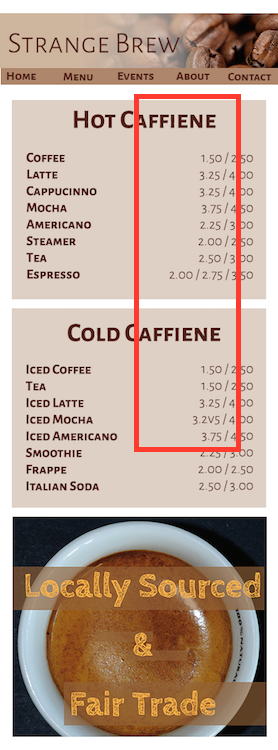 Strange Brew
Home Menu Events About Contact
Hot Caffiene
Coffee 1.50 / 2.50
Latte 3.25 / 4.00
Cappucinno 3.25 / 4.00
Mocha 3.75 / 4.50
Americano 2.25 / 3.00
Steamer 2.00 / 2.50
Tea 2.50 / 3.00
Espresso 2.00 / 2.75 / 3.50
Cold Caffiene
Iced Coffee 1.50 / 2.50
Tea 1.50 / 2.50
Iced Latte 3.25 / 4.00
Iced Mocha 3.2V5 / 4.00
Iced Americano 3.75 / 4.50
Smoothie 2.25 / 3.00
Frappe 2.00 / 2.50
Italian Soda 2.50 / 3.00
Locally Sourced
&
Fair Trade